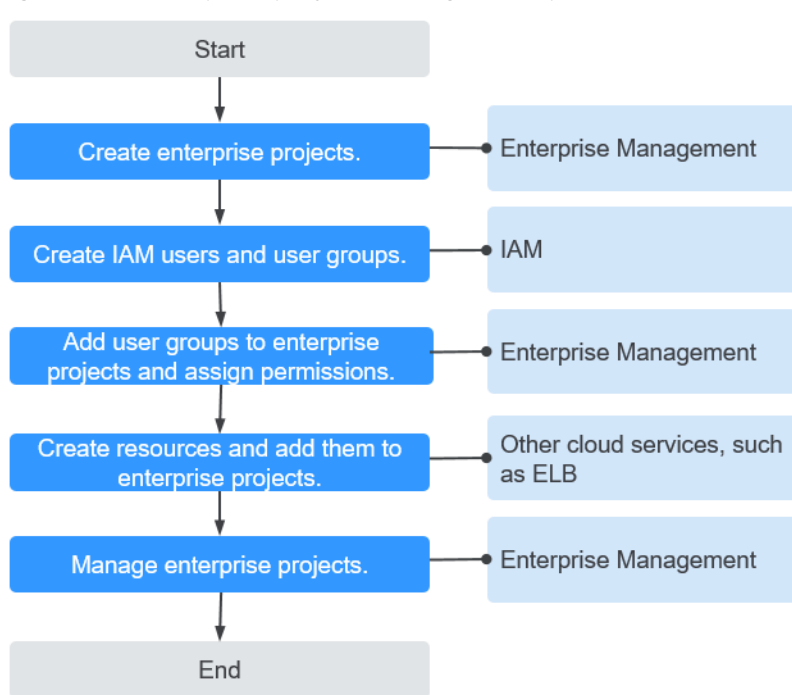 Start
Create enterprise projects.
Enterprise Management
Create IAM users and user groups.
IAM
Add user groups to enterprise
projects and assign permissions.
Enterprise Management
Create resources and add them to
enterprise projects.
Other cloud services, such
as ELB
Manage enterprise projects.
Enterprise Management
End